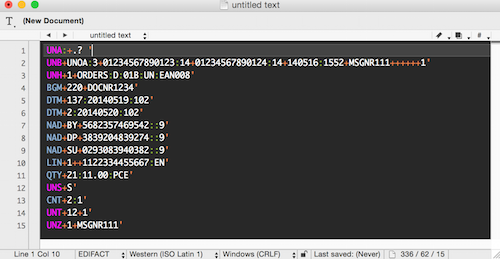 untitled text
(New Document)
untitled text
1 UNA:+.? '
2 UNB+UNOA:3+01234567890123:14+01234567890124:14+140516:1552+MSGNR111++++++1'
3 UNH+1+ORDERS:D:01B:UN:EAN008'
4 BGM+220+DOCNR1234'
5 DTM+137:20140519:102'
6 DTM+2:20140520:102'
7 NAD+BY+5682357469542::9'
8 NAD+DP+3839204839274::9'
9 NAD+SU+0293083940382::9'
10 LIN+1++1122334455667:EN'
11 QTY+21:11.00:PCE'
12 UNS+S'
13 CNT+2:1'
14 UNT+12+1'
15 UNZ+1+MSGNR111'
Line 1 Col 10 EDIFACT Western (ISO Latin 1) Windows (CRLF) Last saved: (Never) 336 / 62 / 15